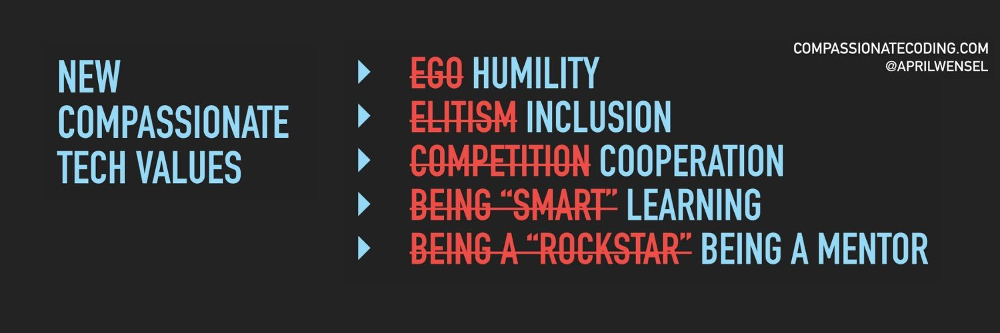 NEW
COMPASSIONATE
TECH VALUES
EGO HUMILITY
ELITISM INCLUSION
COMPETITION COOPERATION
BEING “SMART” LEARNING
BEING A “ROCKSTAR” BEING A MENTOR
COMPASSIONATECODING.COM
@APRILWENSEL